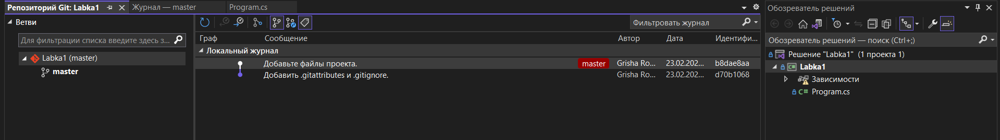 Репозиторий Git: Labka1
Журнал — master
Program.cs
Ветви
Для фильтрации списка введите здесь з...
Labka1 (master)
master
Фильтровать журнал
Граф Сообщение Автор Дата Идентифи...
Локальный журнал
Добавьте файлы проекта. master Grisha Ro... 23.02.202... b8dae8aa
Добавить .gitattributes и .gitignore. Grisha Ro... 23.02.202... d70b1068
Обозреватель решений
Обозреватель решений — поиск (Ctrl+;)
Решение "Labka1" (1 проекта 1)
C# Labka1
Зависимости
C# Program.cs